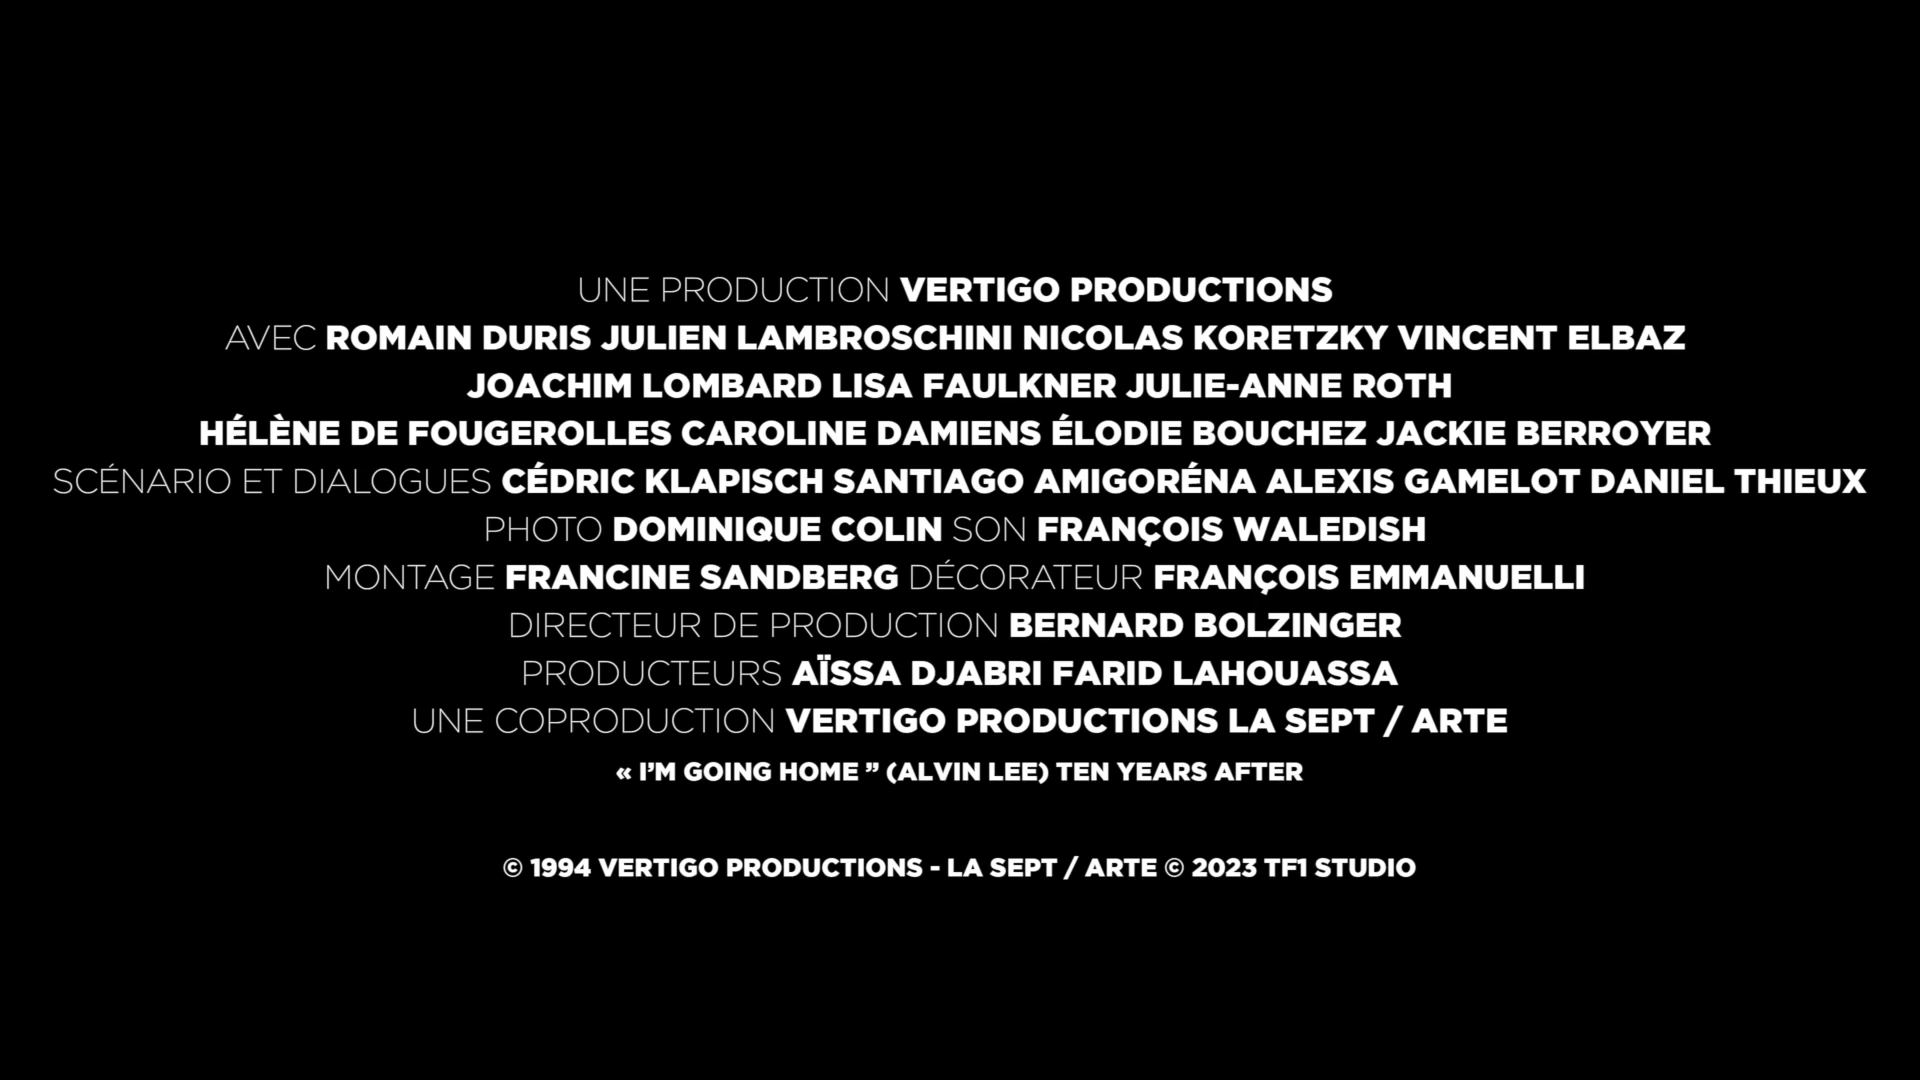 UNE PRODUCTION VERTIGO PRODUCTIONS
AVEC ROMAIN DURIS JULIEN LAMBROSCHINI NICOLAS KORETZKY VINCENT ELBAZ
JOACHIM LOMBARD LISA FAULKNER JULIE-ANNE ROTH
HÉLÈNE DE FOUGEROLLES CAROLINE DAMIENS ÉLODIE BOUCHEZ JACKIE BERROYER
SCÉNARIO ET DIALOGUES CÉDRIC KLAPISCH SANTIAGO AMIGORÉNA ALEXIS GAMELOT DANIEL THIEUX
PHOTO DOMINIQUE COLIN SON FRANÇOIS WALEDISH
MONTAGE FRANCINE SANDBERG DÉCORATEUR FRANÇOIS EMMANUELLI
DIRECTEUR DE PRODUCTION BERNARD BOLZINGER
PRODUCTEURS AÏSSA DJABRI FARID LAHOUASSA
UNE COPRODUCTION VERTIGO PRODUCTIONS LA SEPT / ARTE
« I’M GOING HOME ” (ALVIN LEE) TEN YEARS AFTER
© 1994 VERTIGO PRODUCTIONS - LA SEPT / ARTE © 2023 TF1 STUDIO